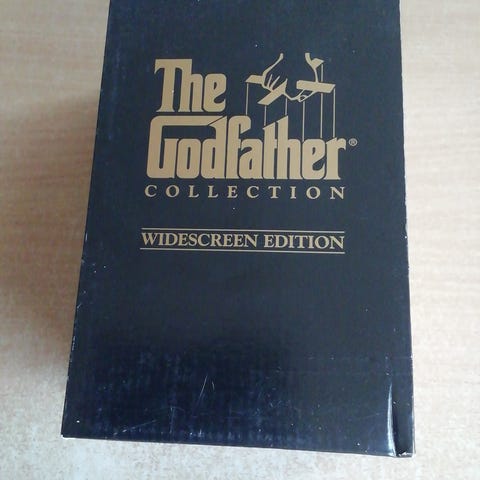 The
Godfather®
COLLECTION
WIDESCREEN EDITION